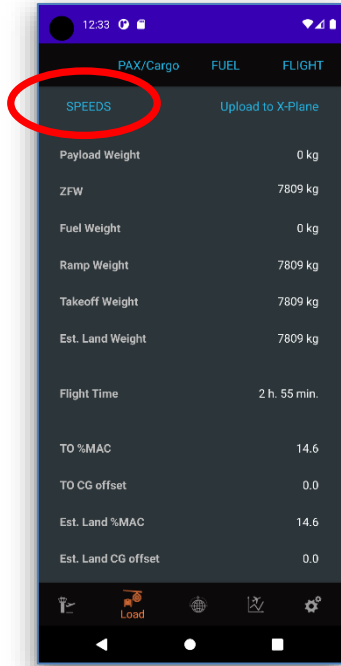 12:33
PAX/Cargo FUEL FLIGHT
SPEEDS Upload to X-Plane
Payload Weight 0 kg
ZFW 7809 kg
Fuel Weight 0 kg
Ramp Weight 7809 kg
Takeoff Weight 7809 kg
Est. Land Weight 7809 kg
Flight Time 2 h. 55 min.
TO %MAC 14.6
TO CG offset 0.0
Est. Land %MAC 14.6
Est. Land CG offset 0.0
Load